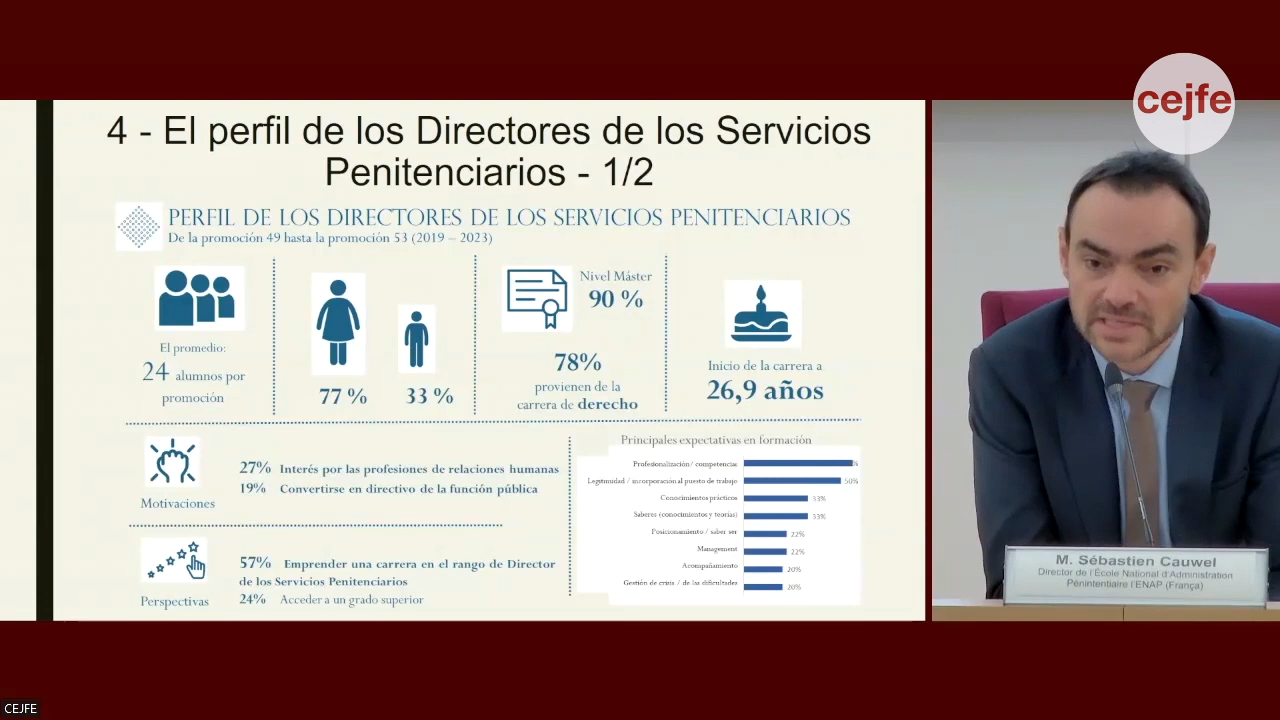 cejfe
4 - El perfil de los Directores de los Servicios
Penitenciarios - 1/2
PERFIL DE LOS DIRECTORES DE LOS SERVICIOS PENITENCIARIOS
De la promoción 49 hasta la promoción 53 (2019 – 2023)
El promedio:
24 alumnos por
promoción
77 %
33 %
Nivel Máster
90 %
78%
provienen de la
carrera de derecho
Inicio de la carrera a
26,9 años
Motivaciones
27% Interés por las profesiones de relaciones humanas
19% Convertirse en directivo de la función pública
Perspectivas
57% Emprender una carrera en el rango de Director
de los Servicios Penitenciarios
24% Acceder a un grado superior
Principales expectativas en formación
Profesionalización / competencias %
Legitimidad / incorporación al puesto de trabajo 50%
Conocimientos prácticos 33%
Saberes (conocimientos y teorías) 33%
Posicionamiento / saber ser 22%
Management 22%
Acompañamiento 20%
Gestión de crisis / de las dificultades 20%
M. Sébastien Cauwel
Director de l'École National d'Administration
Pénintentiaire l'ENAP (França)
CEJFE